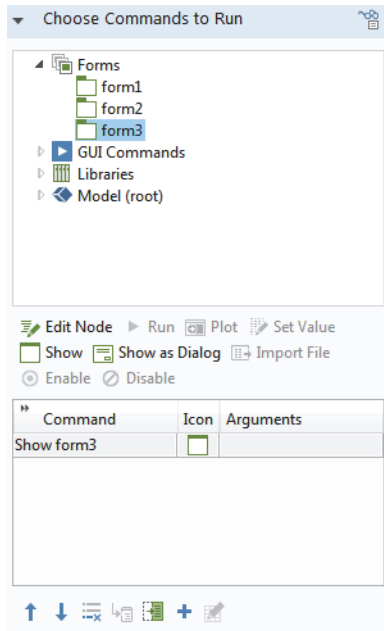 Choose Commands to Run
Forms
form1
form2
form3
GUI Commands
Libraries
Model (root)
Edit Node Run Plot Set Value
Show Show as Dialog Import File
Enable Disable
Command Icon Arguments
Show form3